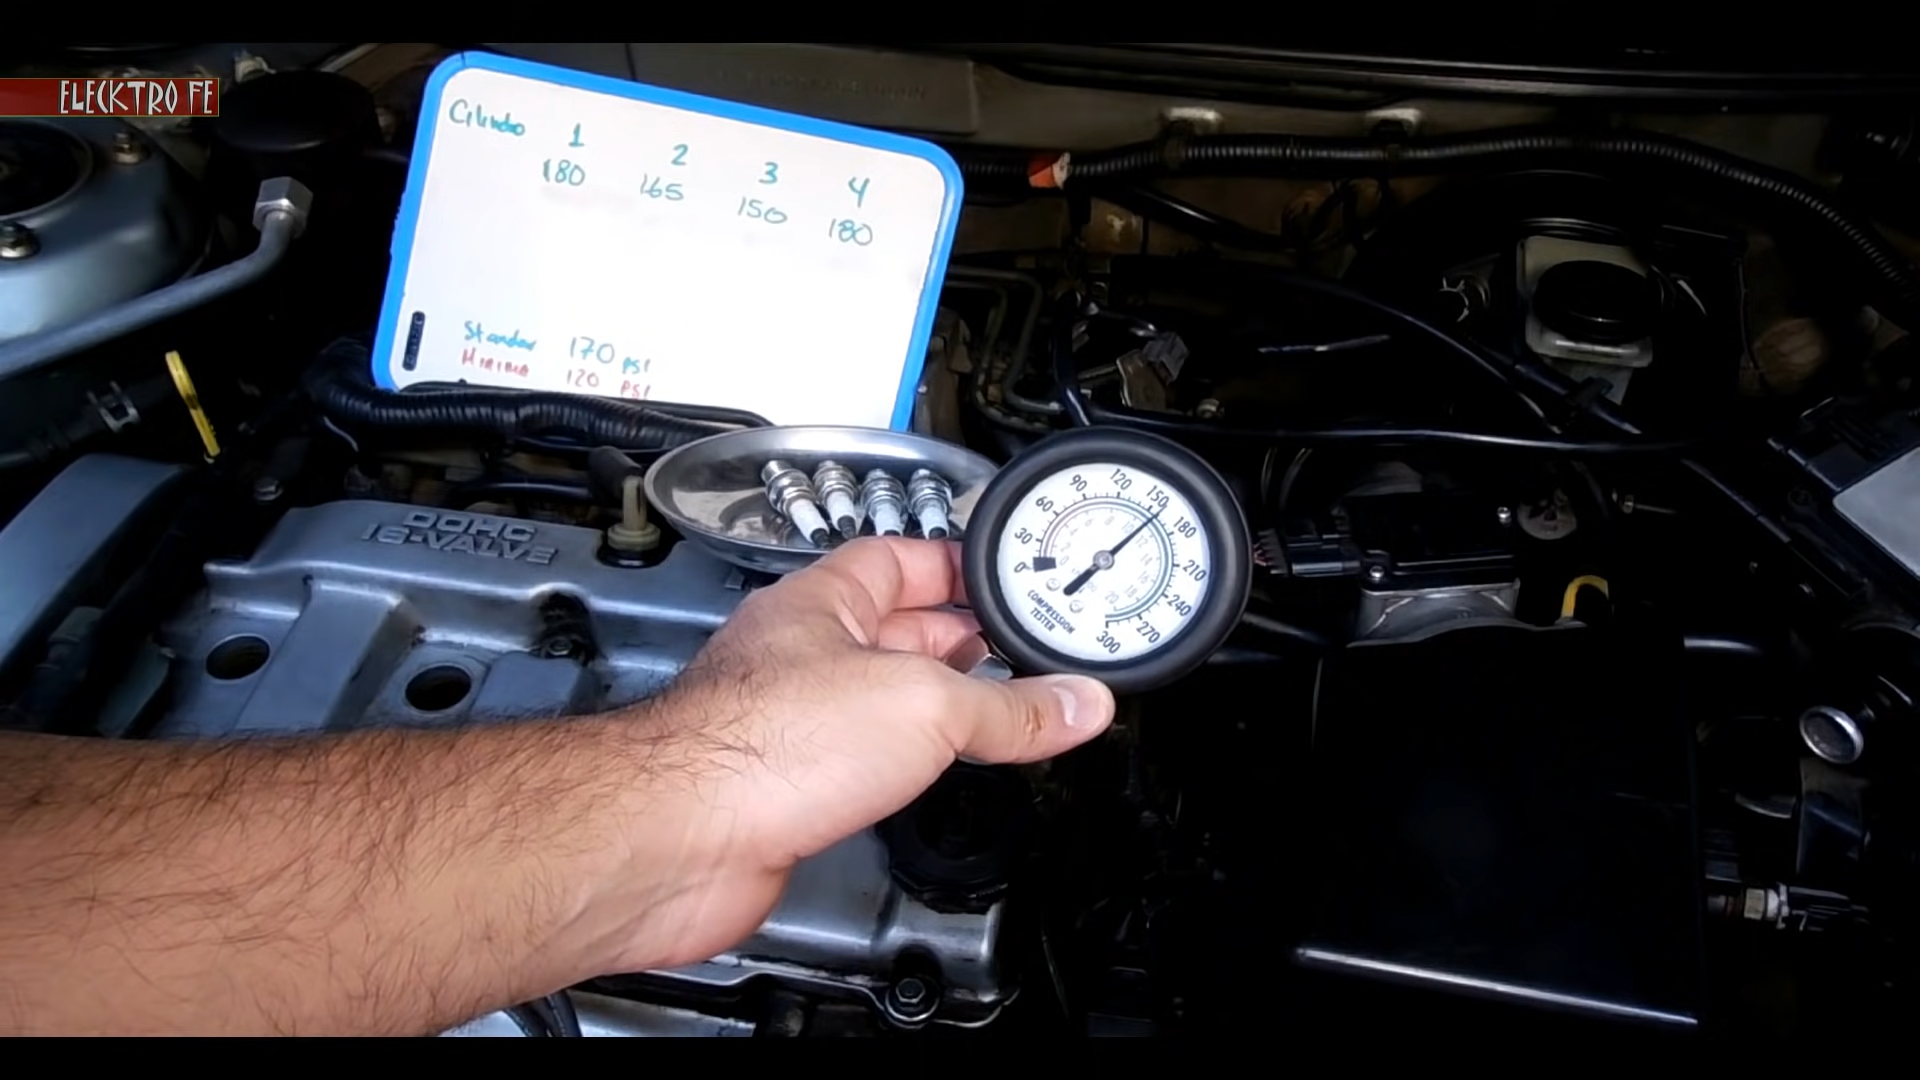 ELECKTRO FE
Cilindro 1 2 3 4
180 165 150 180
Standar 170 psi
Minima 120 psi
DOHC
16-VALVE
0 30 60 90 120 150 180 210 240 270 300
COMPRESSION
TESTER